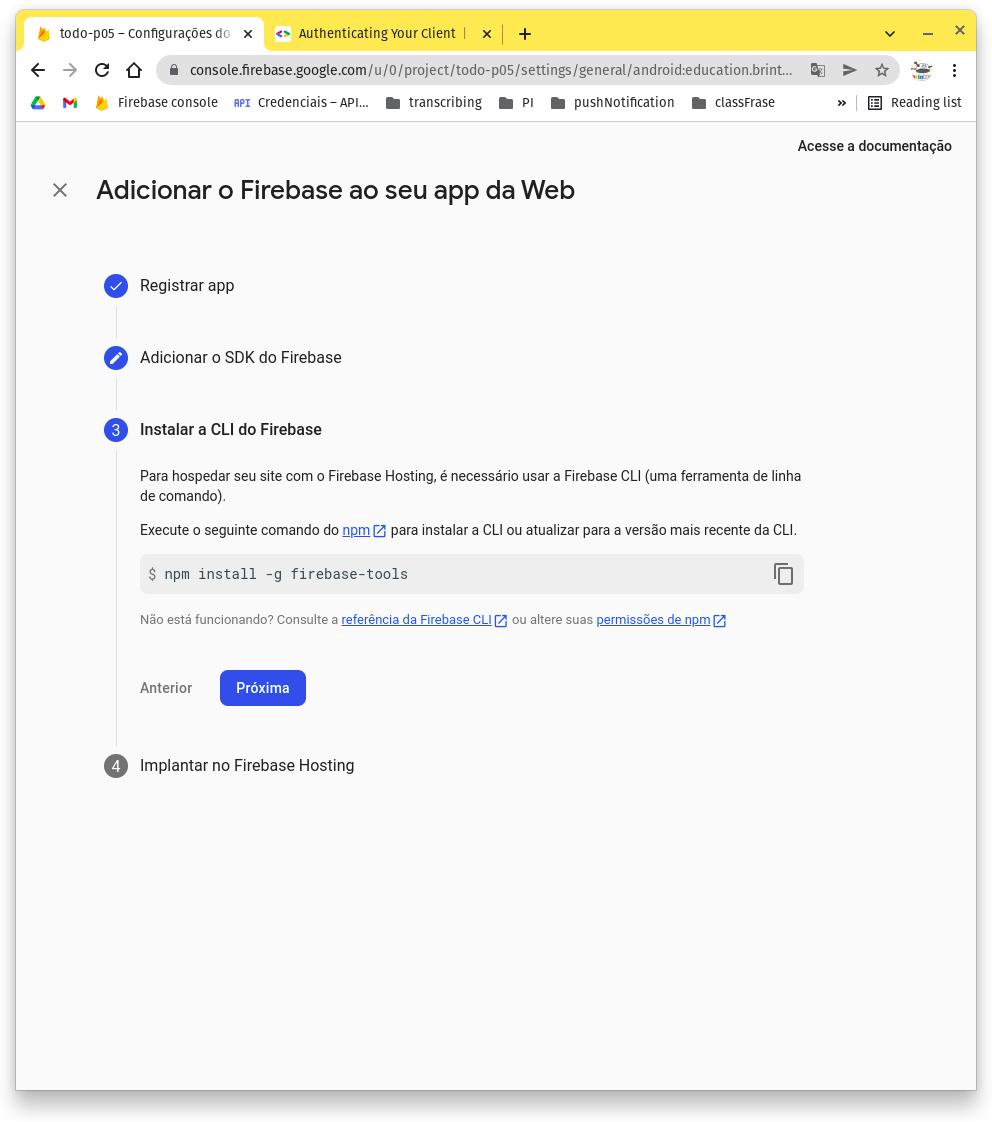 todo-p05 – Configurações do
Authenticating Your Client
console.firebase.google.com/u/0/project/todo-p05/settings/general/android:education.brint...
Firebase console
API
Credenciais – API...
transcribing
PI
pushNotification
classFrase
»
Reading list
Acesse a documentação
Adicionar o Firebase ao seu app da Web
Registrar app
Adicionar o SDK do Firebase
3 Instalar a CLI do Firebase
Para hospedar seu site com o Firebase Hosting, é necessário usar a Firebase CLI (uma ferramenta de linha
de comando).
Execute o seguinte comando do npm para instalar a CLI ou atualizar para a versão mais recente da CLI.
$ npm install -g firebase-tools
Não está funcionando? Consulte a referência da Firebase CLI ou altere suas permissões de npm
Anterior
Próxima
4 Implantar no Firebase Hosting